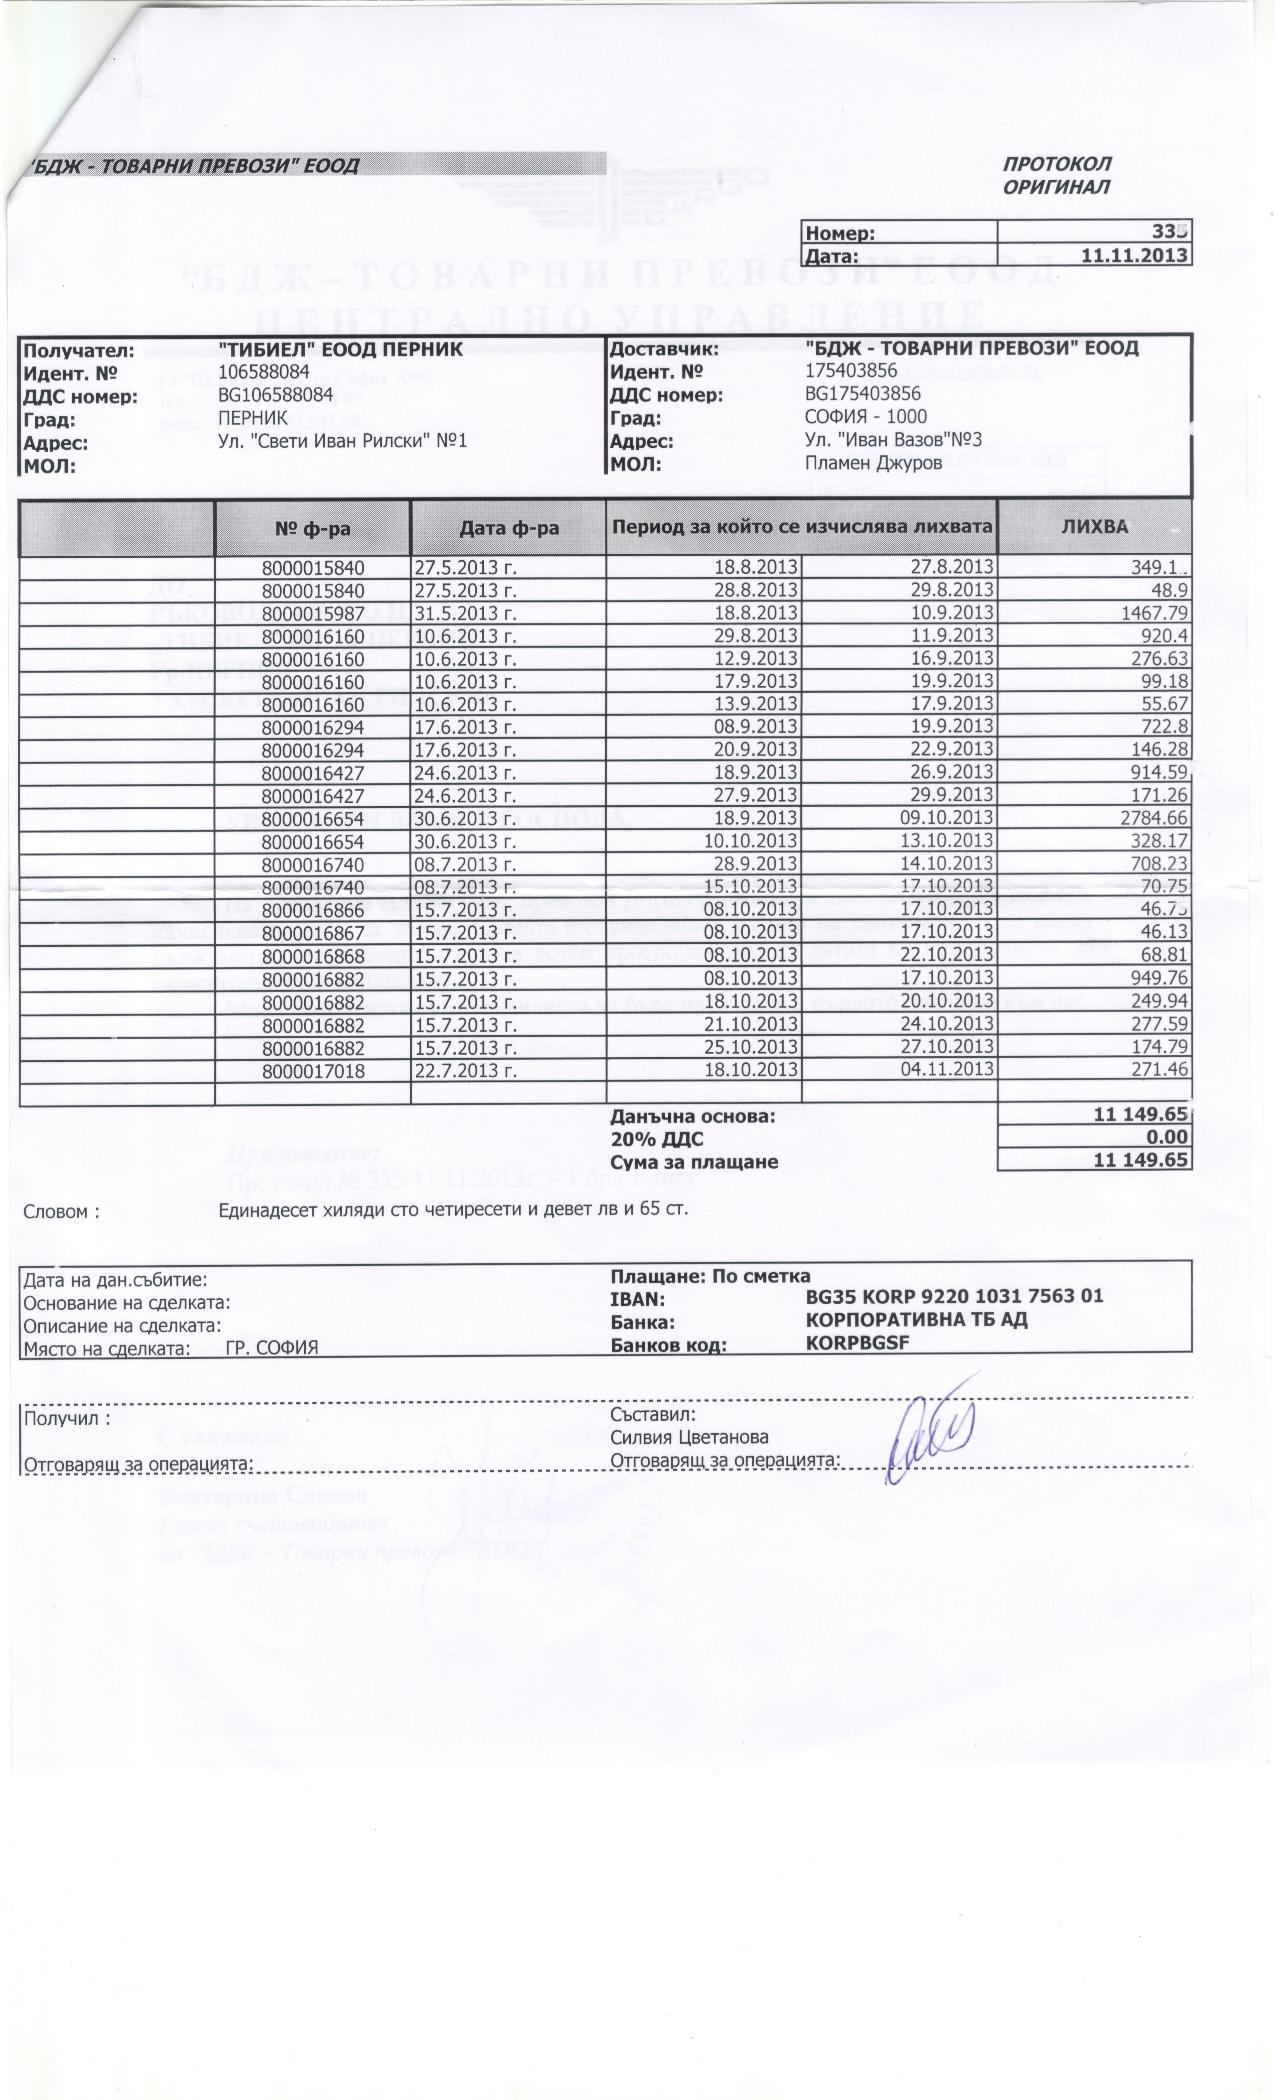 "БДЖ - ТОВАРНИ ПРЕВОЗИ" ЕООД
ПРОТОКОЛ
ОРИГИНАЛ
Номер: 335
Дата: 11.11.2013
Получател: "ТИБИЕЛ" ЕООД ПЕРНИК Доставчик: "БДЖ - ТОВАРНИ ПРЕВОЗИ" ЕООД
Идент. № 106588084 Идент. № 175403856
ДДС номер: BG106588084 ДДС номер: BG175403856
Град: ПЕРНИК Град: СОФИЯ - 1000
Адрес: Ул. "Свети Иван Рилски" №1 Адрес: Ул. "Иван Вазов"№3
МОЛ: МОЛ: Пламен Джуров
№ ф-ра Дата ф-ра Период за който се изчислява лихвата ЛИХВА
8000015840 27.5.2013 г. 18.8.2013 27.8.2013
8000015840 27.5.2013 г. 28.8.2013 29.8.2013 48.9
8000015987 31.5.2013 г. 18.8.2013 10.9.2013 1467.79
8000016160 10.6.2013 г. 29.8.2013 11.9.2013 920.4
8000016160 10.6.2013 г. 12.9.2013 16.9.2013 276.63
8000016160 10.6.2013 г. 17.9.2013 19.9.2013 99.18
8000016160 10.6.2013 г. 13.9.2013 17.9.2013 55.67
8000016294 17.6.2013 г. 08.9.2013 19.9.2013 722.8
8000016294 17.6.2013 г. 20.9.2013 22.9.2013 146.28
8000016427 24.6.2013 г. 18.9.2013 26.9.2013 914.59
8000016427 24.6.2013 г. 27.9.2013 29.9.2013 171.26
8000016654 30.6.2013 г. 18.9.2013 09.10.2013 2784.66
8000016654 30.6.2013 г. 10.10.2013 13.10.2013 328.17
8000016740 08.7.2013 г. 28.9.2013 14.10.2013 708.23
8000016740 08.7.2013 г. 15.10.2013 17.10.2013 70.75
8000016866 15.7.2013 г. 08.10.2013 17.10.2013 46.75
8000016867 15.7.2013 г. 08.10.2013 17.10.2013 46.13
8000016868 15.7.2013 г. 08.10.2013 22.10.2013 68.81
8000016882 15.7.2013 г. 08.10.2013 17.10.2013 949.76
8000016882 15.7.2013 г. 18.10.2013 20.10.2013 249.94
8000016882 15.7.2013 г. 21.10.2013 24.10.2013 277.59
8000016882 15.7.2013 г. 25.10.2013 27.10.2013 174.79
8000017018 22.7.2013 г. 18.10.2013 04.11.2013 271.46
Данъчна основа: 11 149.65
20% ДДС 0.00
Сума за плащане 11 149.65
Словом : Единадесет хиляди сто четиресети и девет лв и 65 ст.
Дата на дан.събитие: Плащане: По сметка
Основание на сделката: IBAN: BG35 KORP 9220 1031 7563 01
Описание на сделката: Банка: КОРПОРАТИВНА ТБ АД
Място на сделката: ГР. СОФИЯ Банков код: KORPBGSF
Получил : Съставил:
Силвия Цветанова
Отговарящ за операцията: Отговарящ за операцията: